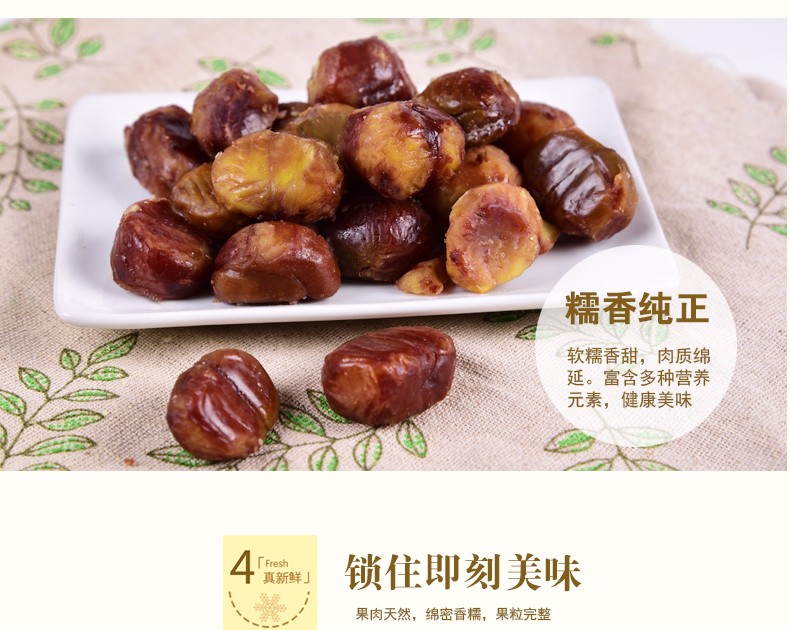 糯香纯正
软糯香甜，肉质绵
延。富含多种营养
元素，健康美味
4「Fresh
真新鲜」
锁住即刻美味
果肉天然，绵密香糯，果粒完整